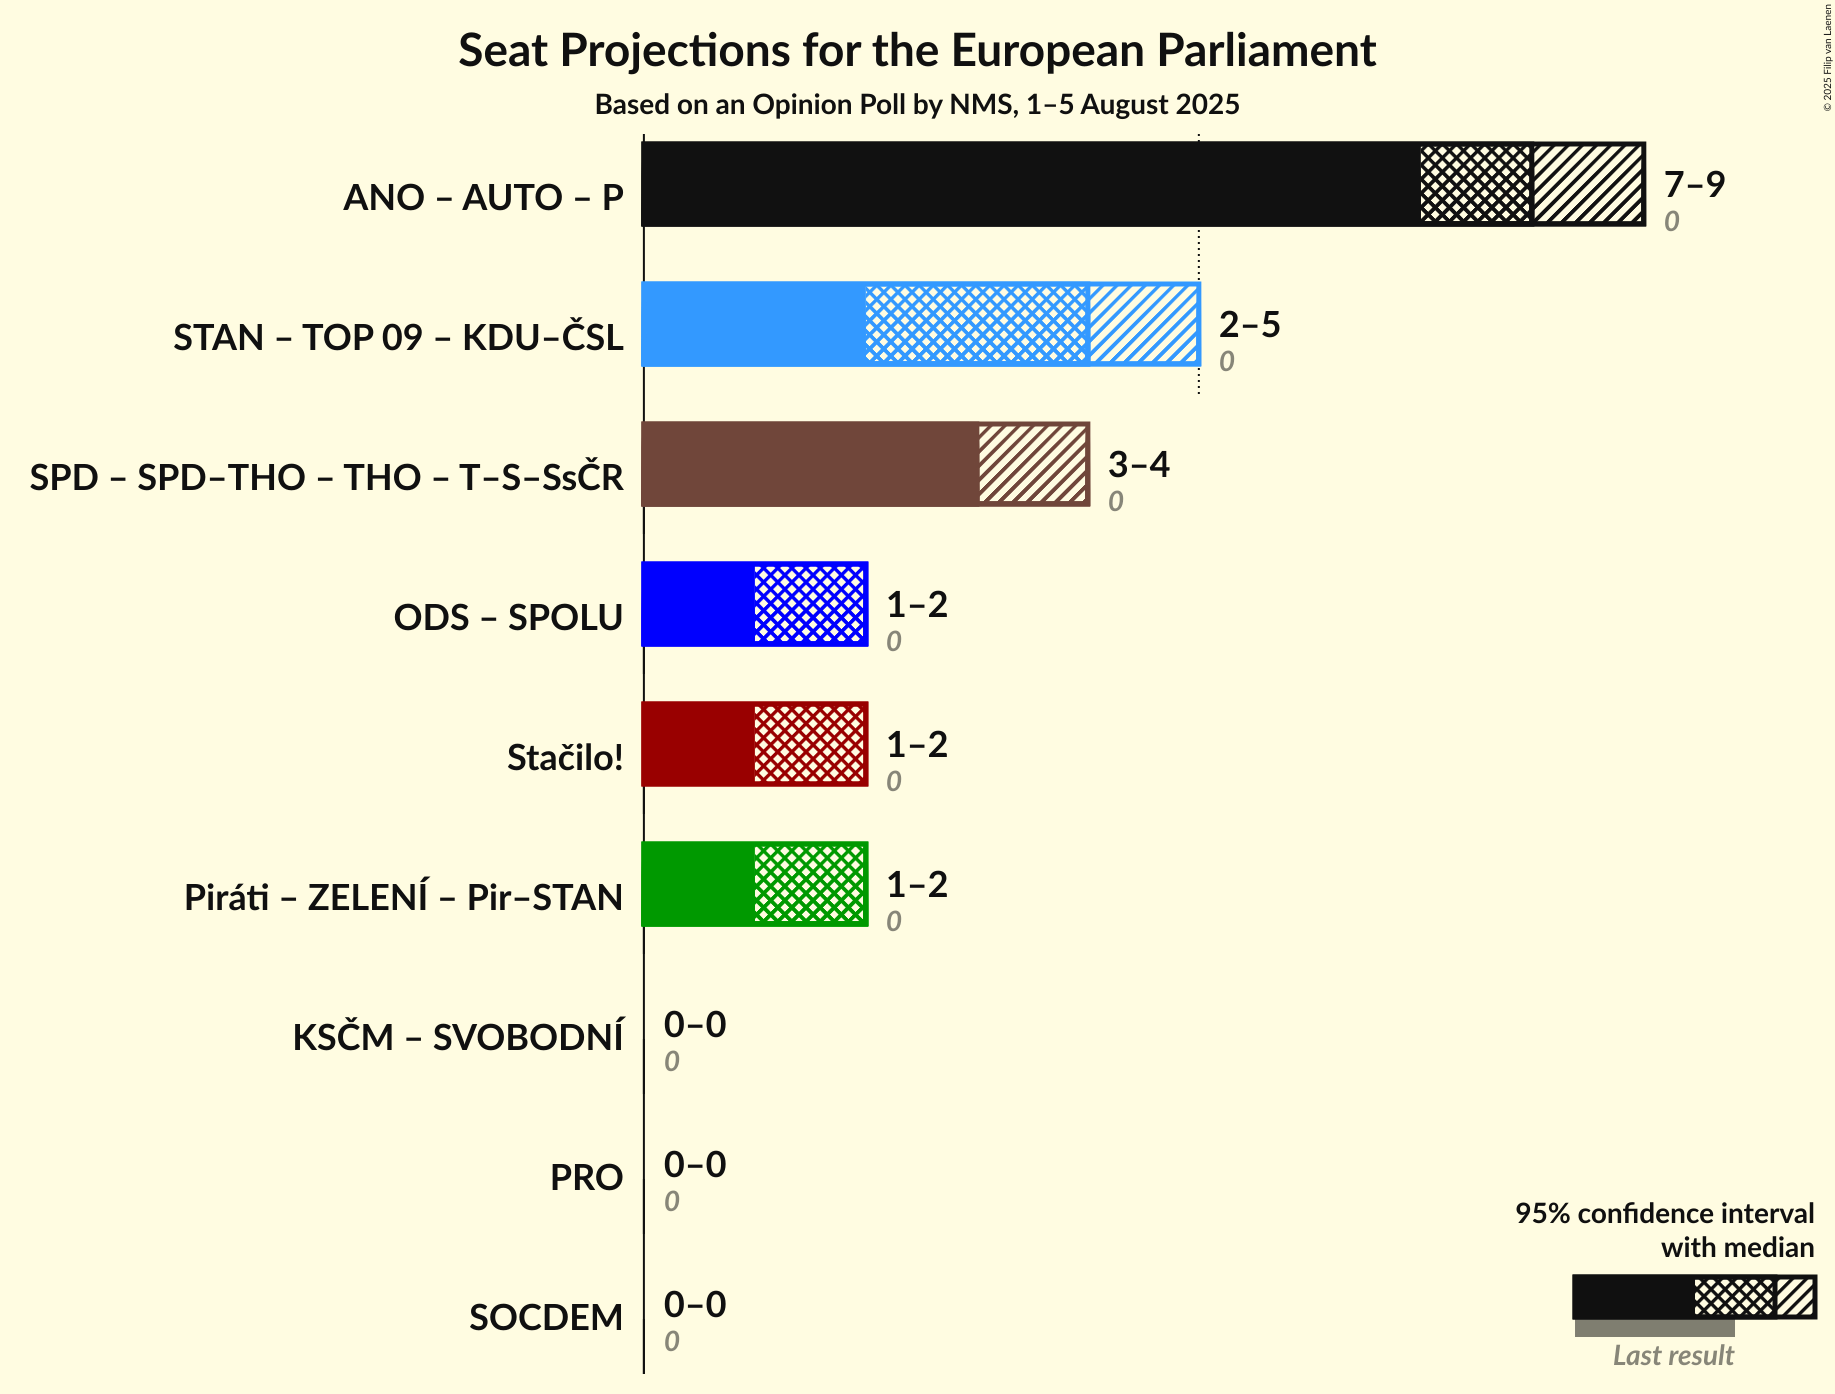 Seat Projections for the European Parliament
Based on an Opinion Poll by NMS, 1–5 August 2025
© 2025 Filip van Laenen
ANO – AUTO – P
7–9
0
STAN – TOP 09 – KDU–ČSL
2–5
0
SPD – SPD–THO – THO – T–S–SsČR
3–4
0
ODS – SPOLU
1–2
0
Stačilo!
1–2
0
Piráti – ZELENÍ – Pir–STAN
1–2
0
KSČM – SVOBODNÍ
0–0
0
PRO
0–0
0
SOCDEM
0–0
0
95% confidence interval
with median
Last result